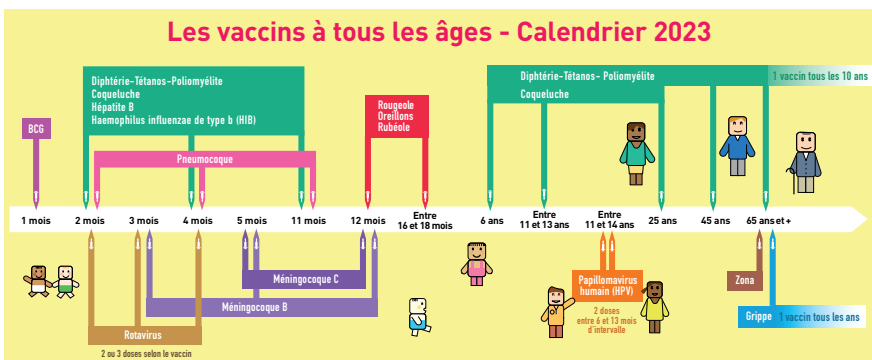 Les vaccins à tous les âges - Calendrier 2023
Diphtérie-Tétanos-Poliomyélite
Coqueluche
Hépatite B
Haemophilus influenzae de type b (HIB)
Rougeole
Oreillons
Rubéole
Diphtérie-Tétanos- Poliomyélite
1 vaccin tous les 10 ans
Coqueluche
BCG
Pneumocoque
1 mois
2 mois
3 mois
4 mois
5 mois
11 mois
12 mois
Entre
16 et 18 mois
6 ans
Entre
11 et 13 ans
Entre
11 et 14 ans
25 ans
45 ans
65 ans et +
Méningocoque C
Méningocoque B
Rotavirus
2 ou 3 doses selon le vaccin
Papillomavirus
humain (HPV)
2 doses
entre 6 et 13 mois
d'intervalle
Zona
Grippe
1 vaccin tous les ans